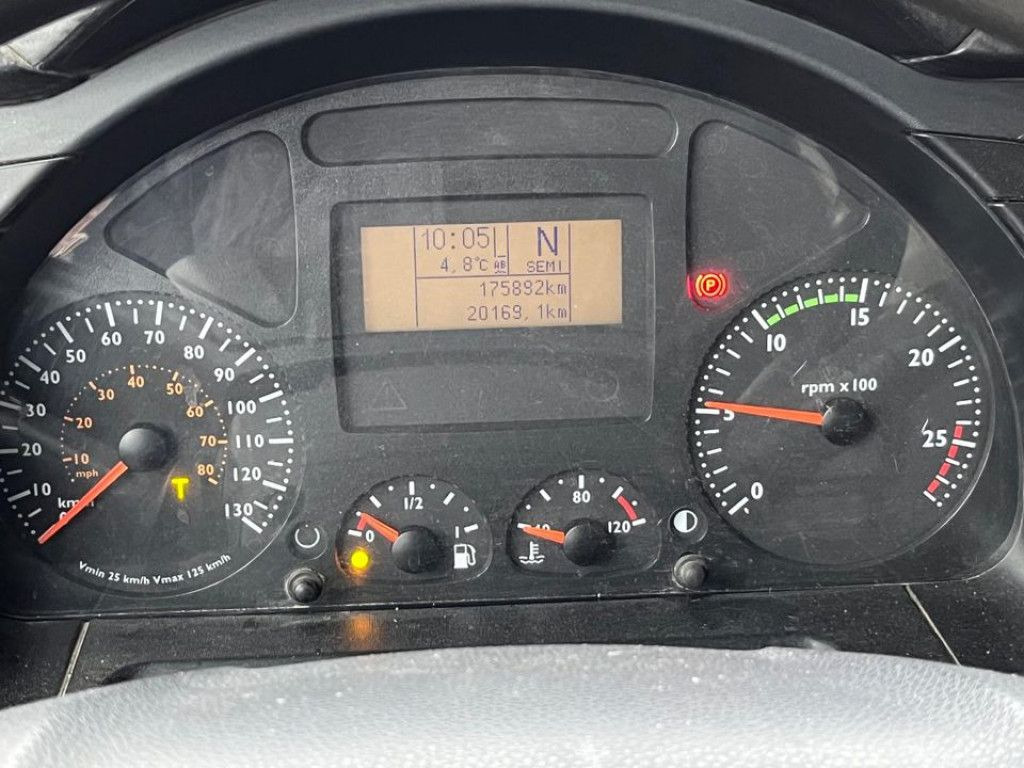 10:05 N
4,8°C AB SEMI
175892km
20169,1km
P
10 20 30 40 50 60 70 80 90 100 110 120 130
10 20 30 40 50 60 70 80
mph
km/h
T
Vmin 25 km/h Vmax 125 km/h
0 1/2 1
40 80 120
0 5 10 15 20 25
rpm x 100